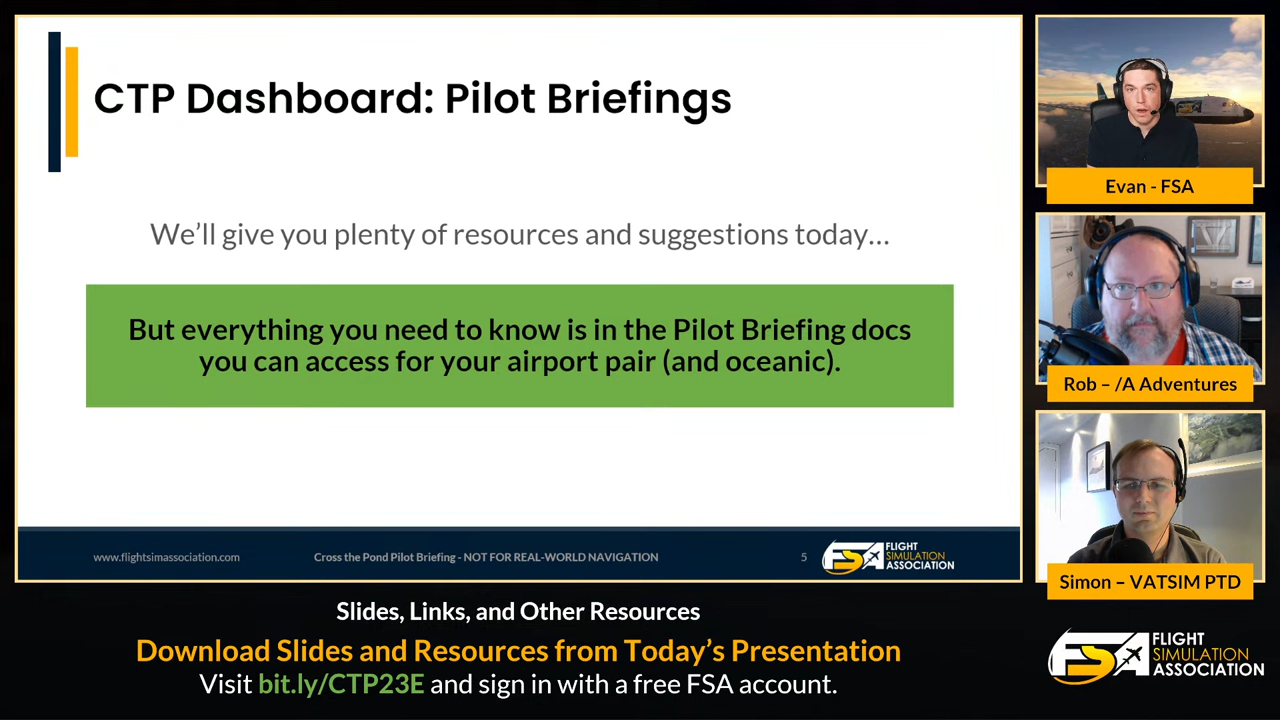 CTP Dashboard: Pilot Briefings
We’ll give you plenty of resources and suggestions today…
But everything you need to know is in the Pilot Briefing docs
you can access for your airport pair (and oceanic).
www.flightsimassociation.com
Cross the Pond Pilot Briefing - NOT FOR REAL-WORLD NAVIGATION
5
FSA
FLIGHT
SIMULATION
ASSOCIATION
Evan - FSA
Rob – /A Adventures
Simon – VATSIM PTD
Slides, Links, and Other Resources
Download Slides and Resources from Today’s Presentation
Visit bit.ly/CTP23E and sign in with a free FSA account.
FSA
FLIGHT
SIMULATION
ASSOCIATION